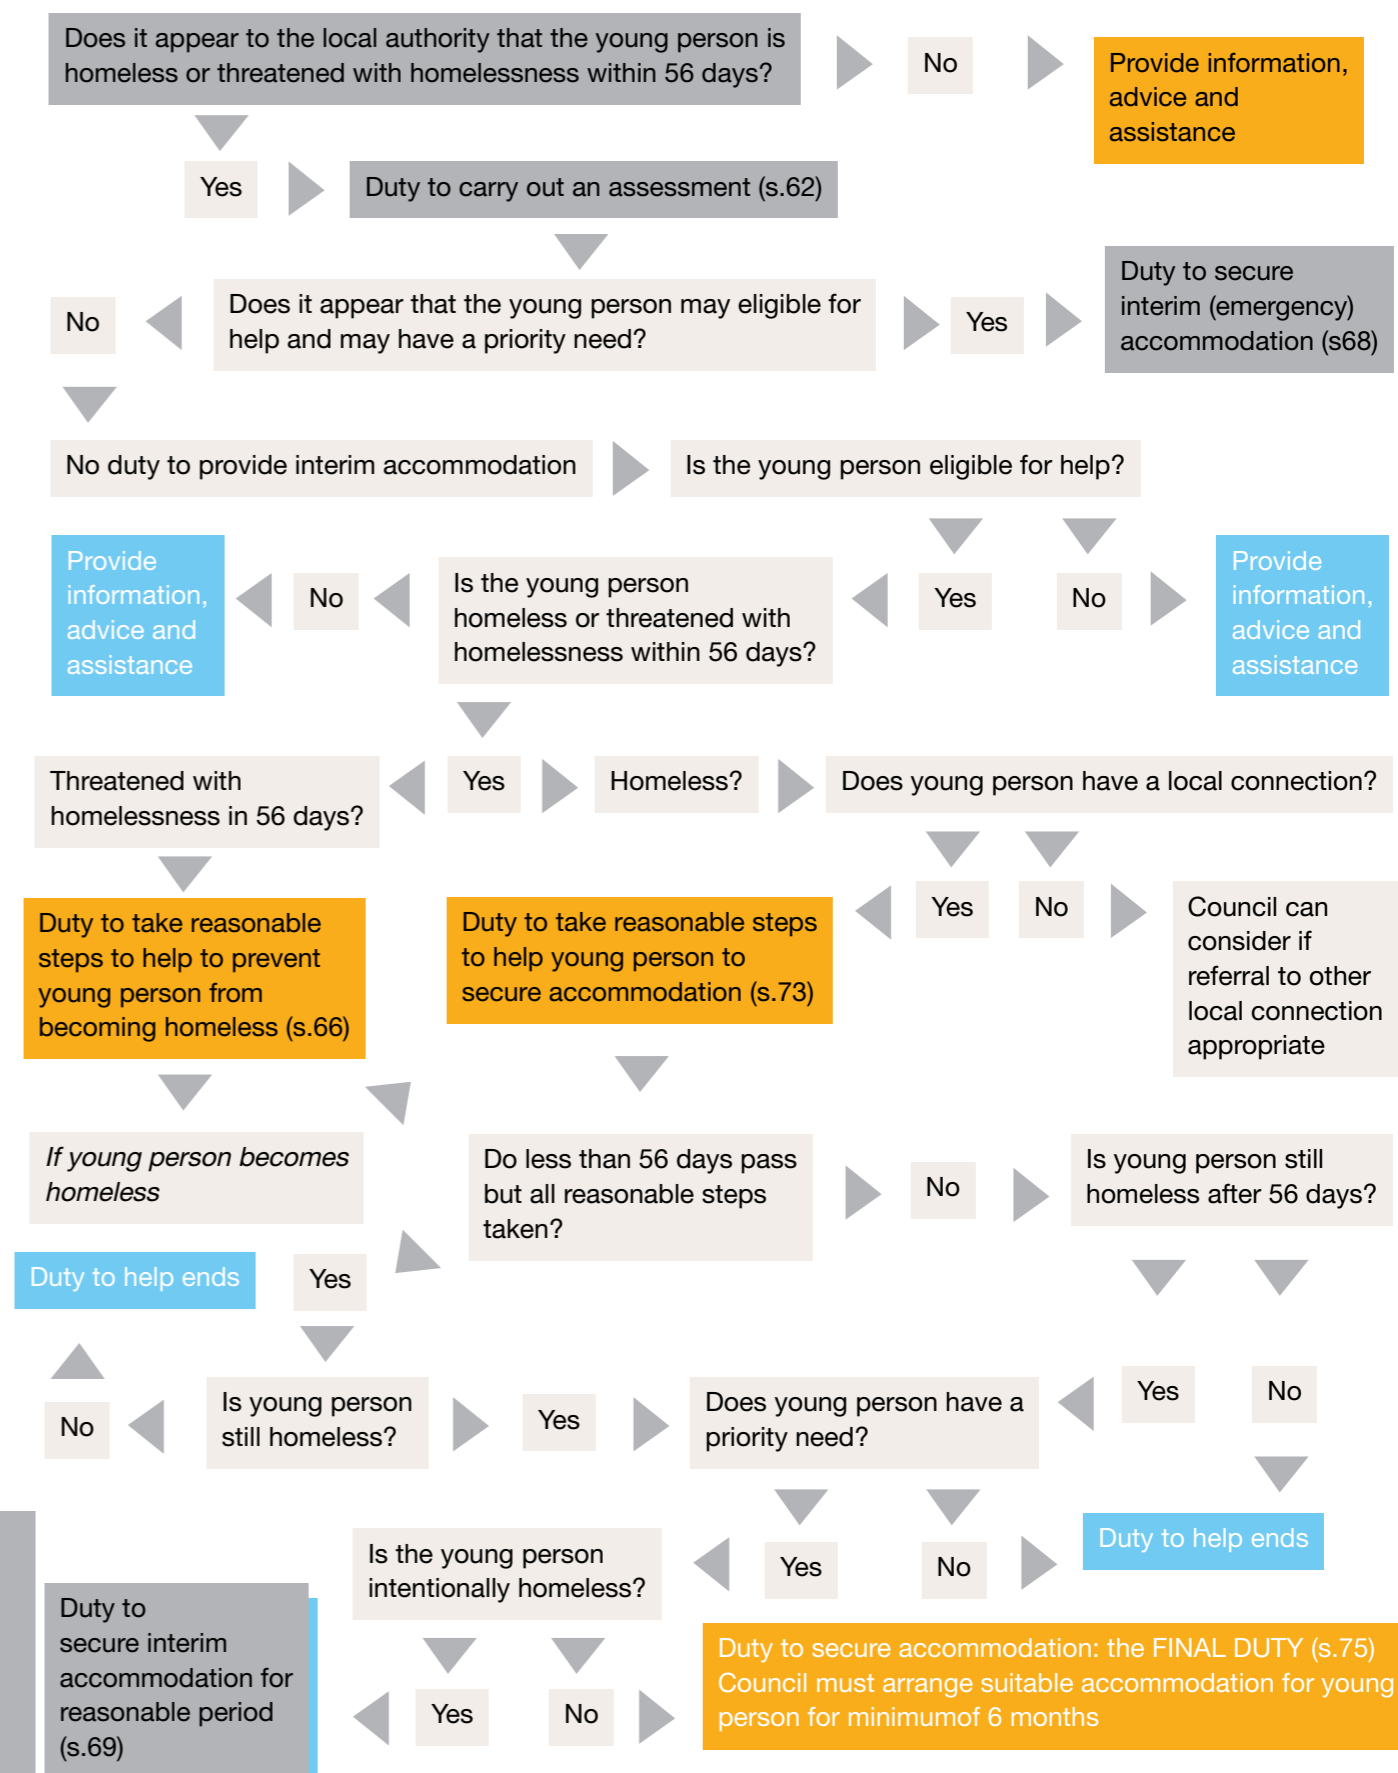 Does it appear to the local authority that the young person is
homeless or threatened with homelessness within 56 days?
No
Provide information,
advice and
assistance
Yes
Duty to carry out an assessment (s.62)
No
Does it appear that the young person may eligible for
help and may have a priority need?
Yes
Duty to secure
interim (emergency)
accommodation (s68)
No duty to provide interim accommodation
Is the young person eligible for help?
Provide
information,
advice and
assistance
No
Is the young person
homeless or threatened with
homelessness within 56 days?
Yes
No
Provide
information,
advice and
assistance
Threatened with
homelessness in 56 days?
Yes
Homeless?
Does young person have a local connection?
Duty to take reasonable
steps to help to prevent
young person from
becoming homeless (s.66)
Duty to take reasonable steps
to help young person to
secure accommodation (s.73)
Yes
No
Council can
consider if
referral to other
local connection
appropriate
If young person becomes
homeless
Do less than 56 days pass
but all reasonable steps
taken?
No
Is young person still
homeless after 56 days?
Duty to help ends
Yes
No
Is young person
still homeless?
Yes
Does young person have a
priority need?
Yes
No
Is the young person
intentionally homeless?
Yes
No
Duty to help ends
Duty to
secure interim
accommodation for
reasonable period
(s.69)
Yes
No
Duty to secure accommodation: the FINAL DUTY (s.75)
Council must arrange suitable accommodation for young
person for minimumof 6 months